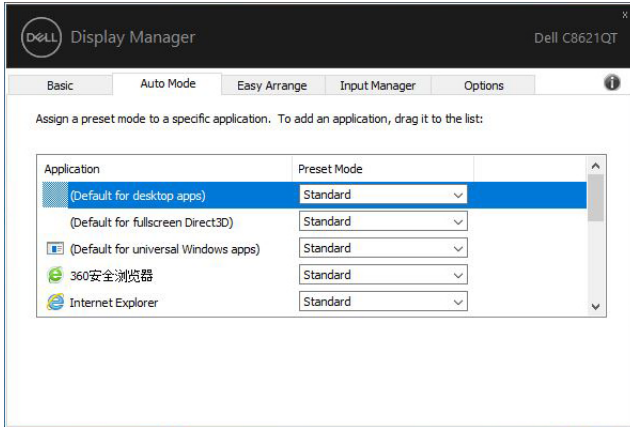 DELL Display Manager
Dell C8621QT
x
Basic Auto Mode Easy Arrange Input Manager Options
Assign a preset mode to a specific application. To add an application, drag it to the list:
Application Preset Mode
(Default for desktop apps) Standard
(Default for fullscreen Direct3D) Standard
(Default for universal Windows apps) Standard
360安全浏览器 Standard
Internet Explorer Standard